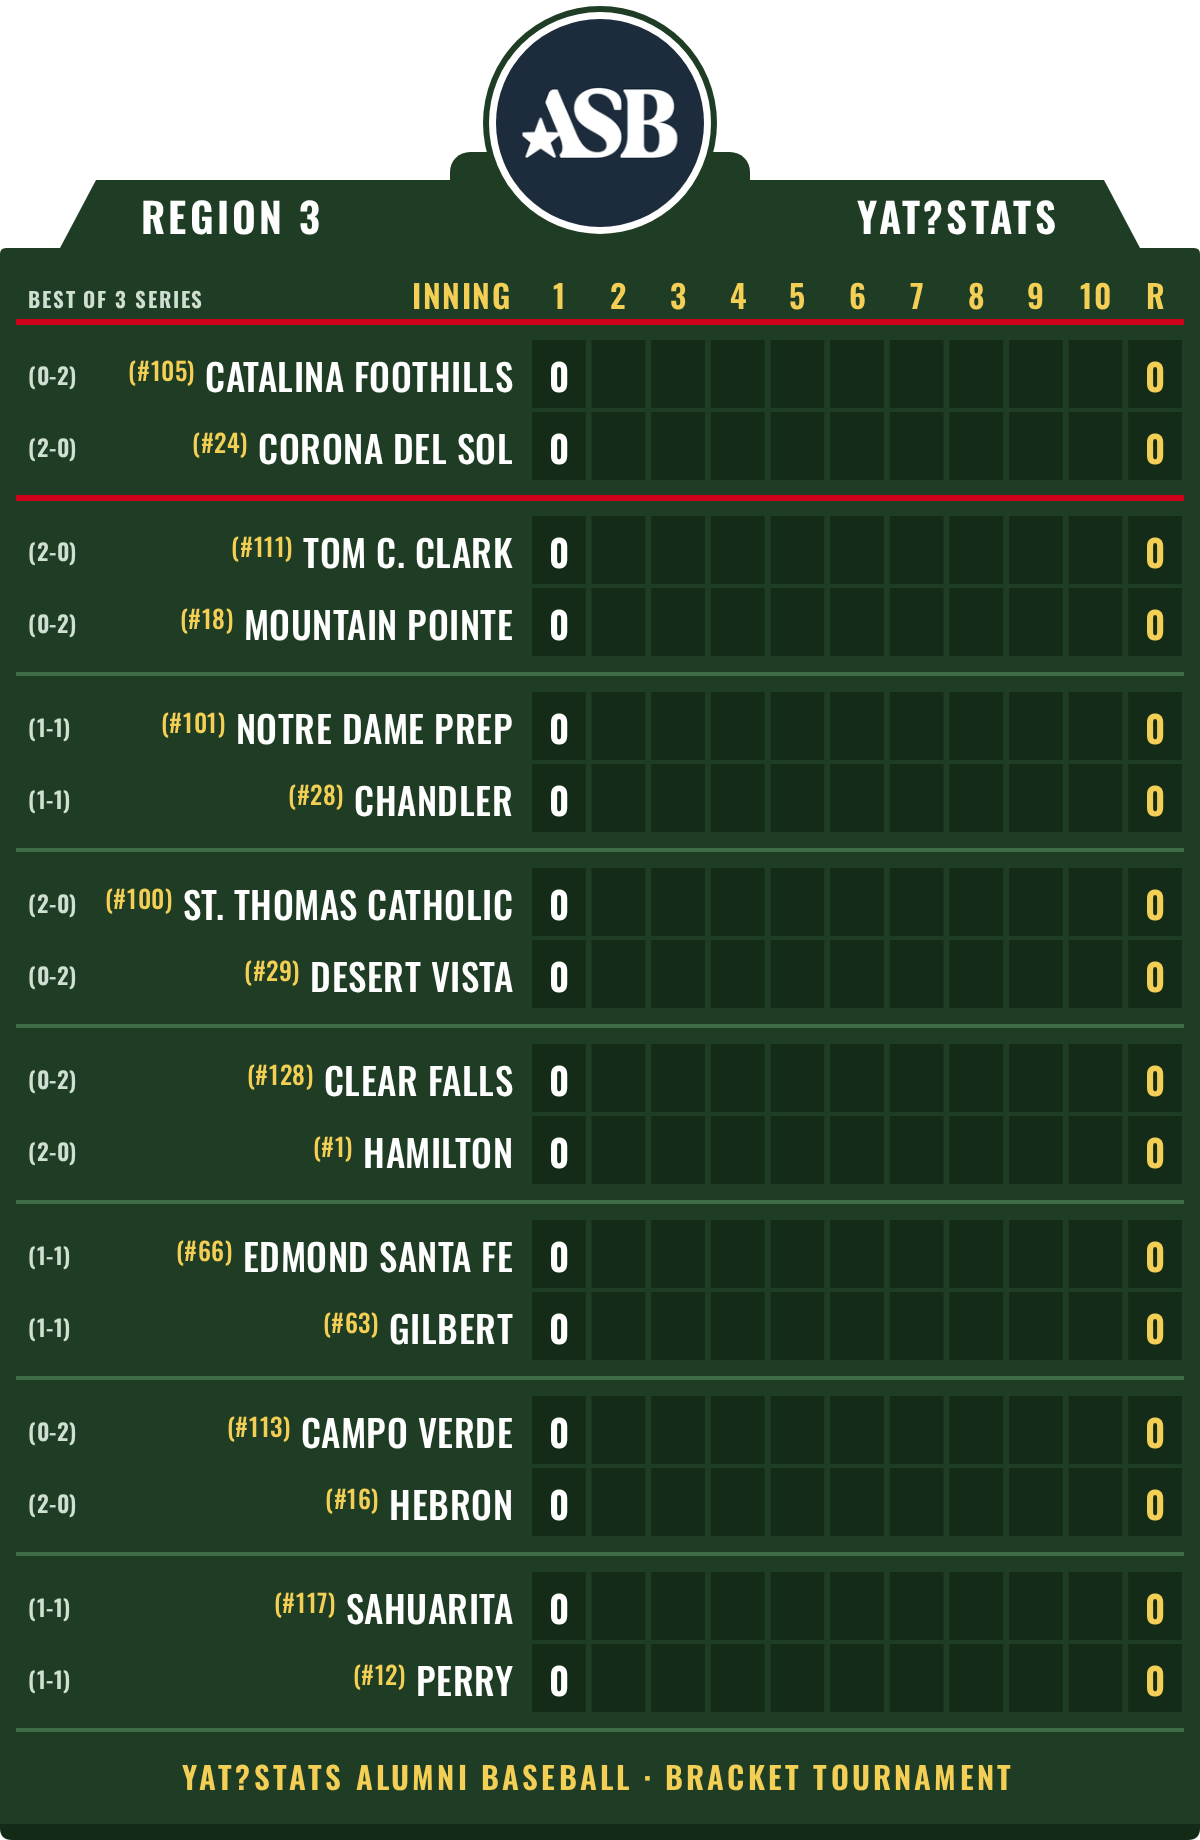 ASB
REGION 3 YAT?STATS
BEST OF 3 SERIES INNING 1 2 3 4 5 6 7 8 9 10 R
(0-2) (#105) CATALINA FOOTHILLS 0 0
(2-0) (#24) CORONA DEL SOL 0 0
(2-0) (#111) TOM C. CLARK 0 0
(0-2) (#18) MOUNTAIN POINTE 0 0
(1-1) (#101) NOTRE DAME PREP 0 0
(1-1) (#28) CHANDLER 0 0
(2-0) (#100) ST. THOMAS CATHOLIC 0 0
(0-2) (#29) DESERT VISTA 0 0
(0-2) (#128) CLEAR FALLS 0 0
(2-0) (#1) HAMILTON 0 0
(1-1) (#66) EDMOND SANTA FE 0 0
(1-1) (#63) GILBERT 0 0
(0-2) (#113) CAMPO VERDE 0 0
(2-0) (#16) HEBRON 0 0
(1-1) (#117) SAHUARITA 0 0
(1-1) (#12) PERRY 0 0
YAT?STATS ALUMNI BASEBALL · BRACKET TOURNAMENT